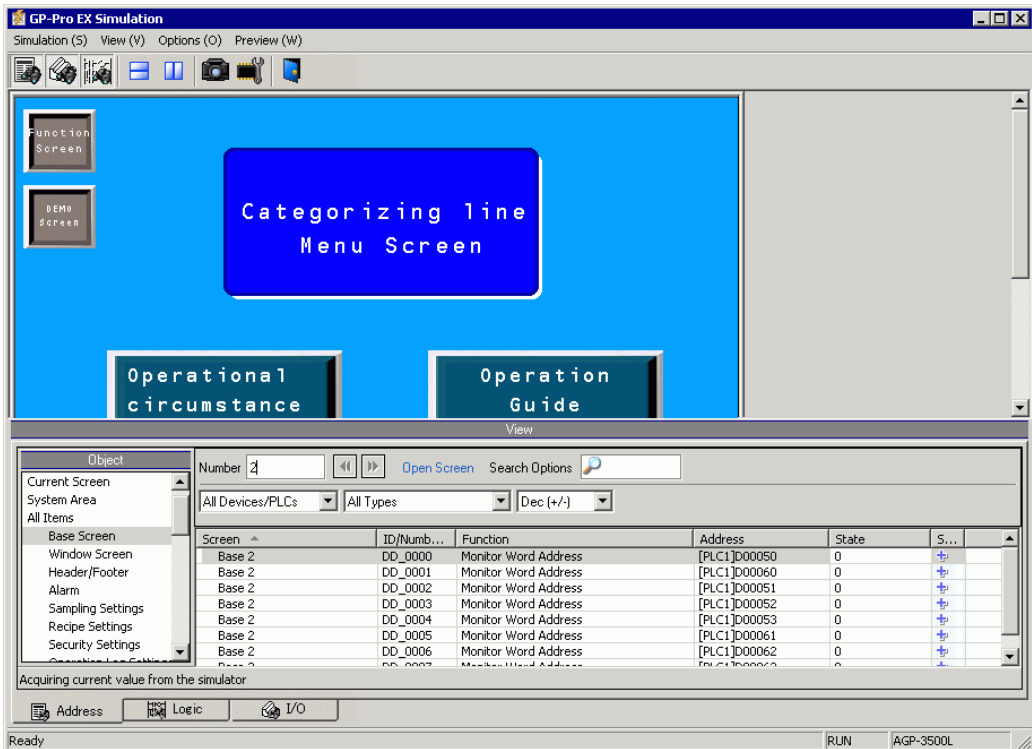 GP-Pro EX Simulation
Simulation (S) View (V) Options (O) Preview (W)
Function
Screen
DEMO
Screen
Categorizing line
Menu Screen
Operational
circumstance
Operation
Guide
View
Object
Current Screen
System Area
All Items
Base Screen
Window Screen
Header/Footer
Alarm
Sampling Settings
Recipe Settings
Security Settings
Number 2 Open Screen Search Options
All Devices/PLCs All Types Dec (+/-)
Screen ID/Numb... Function Address State S...
Base 2 DD_0000 Monitor Word Address [PLC1]D00050 0
Base 2 DD_0001 Monitor Word Address [PLC1]D00060 0
Base 2 DD_0002 Monitor Word Address [PLC1]D00051 0
Base 2 DD_0003 Monitor Word Address [PLC1]D00052 0
Base 2 DD_0004 Monitor Word Address [PLC1]D00053 0
Base 2 DD_0005 Monitor Word Address [PLC1]D00061 0
Base 2 DD_0006 Monitor Word Address [PLC1]D00062 0
Acquiring current value from the simulator
Address Logic I/O
Ready RUN AGP-3500L